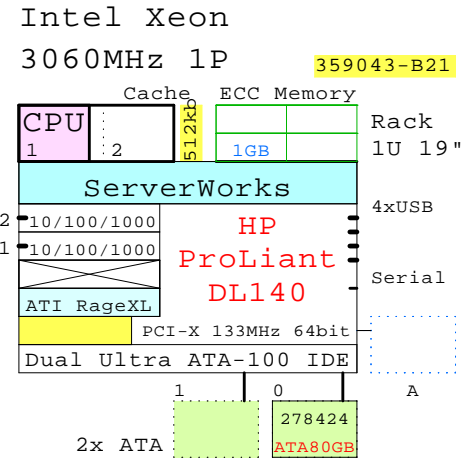 Intel Xeon
3060MHz 1P
359043-B21
Cache ECC Memory
CPU
512kb
Rack
1 2 1GB 1U 19"
ServerWorks
4xUSB
2 10/100/1000 HP
1 10/100/1000 ProLiant
Serial
DL140
ATI RageXL
PCI-X 133MHz 64bit
Dual Ultra ATA-100 IDE
1 0 A
278424
2x ATA ATA80GB